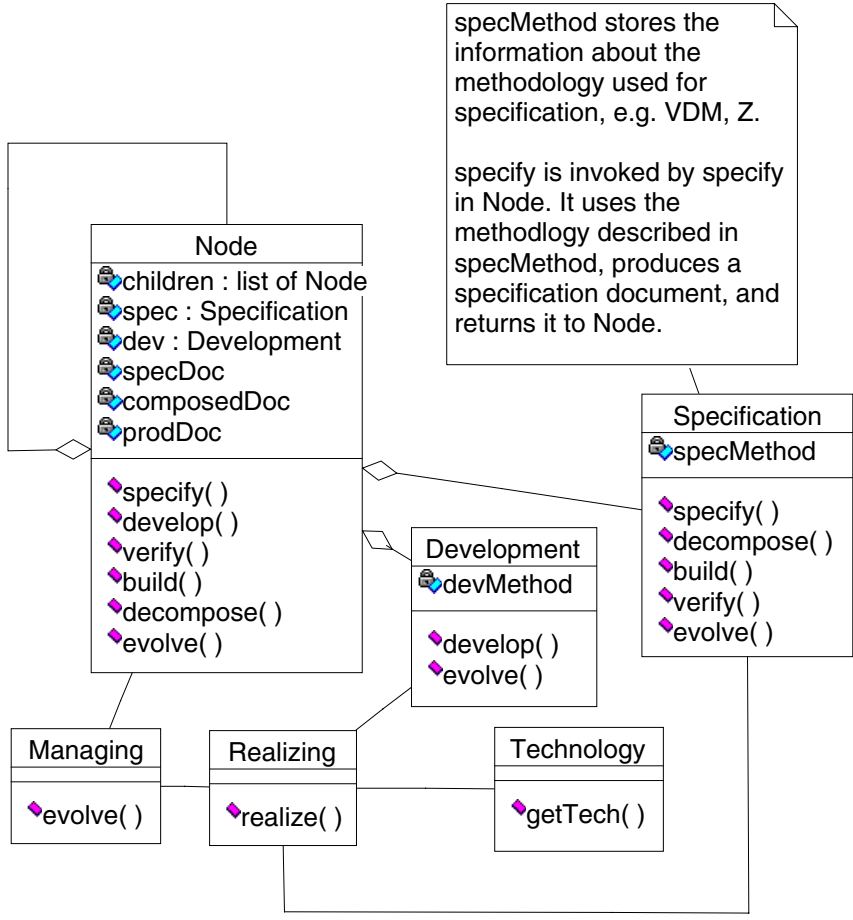 specMethod stores the
information about the
methodology used for
specification, e.g. VDM, Z.
specify is invoked by specify
in Node. It uses the
methodlogy described in
specMethod, produces a
specification document, and
returns it to Node.
Node
children : list of Node
spec : Specification
dev : Development
specDoc
composedDoc
prodDoc
specify( )
develop( )
verify( )
build( )
decompose( )
evolve( )
Specification
specMethod
specify( )
decompose( )
build( )
verify( )
evolve( )
Development
devMethod
develop( )
evolve( )
Managing
evolve( )
Realizing
realize( )
Technology
getTech( )